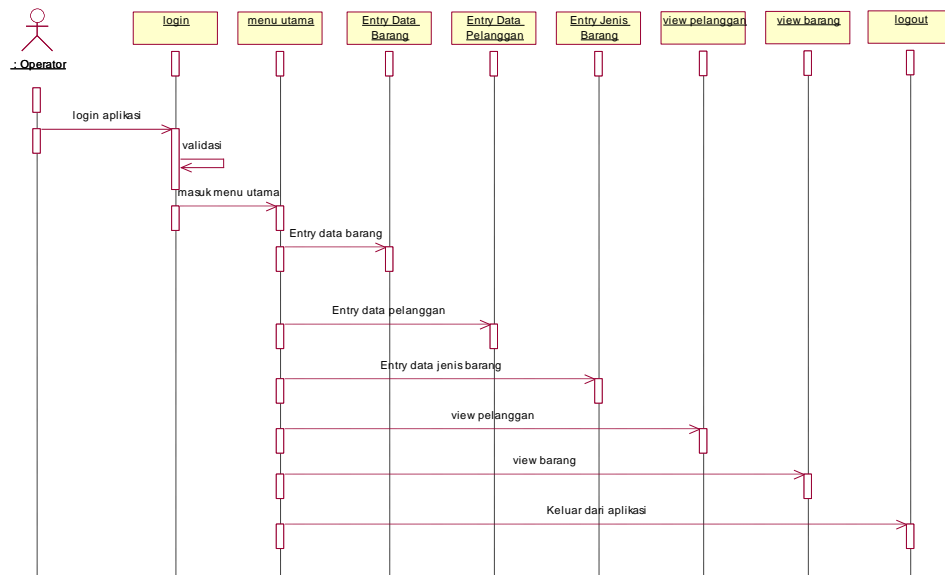 login
menu utama
Entry Data
Barang
Entry Data
Pelanggan
Entry Jenis
Barang
view pelanggan
view barang
logout
: Operator
login aplikasi
validasi
masuk menu utama
Entry data barang
Entry data pelanggan
Entry data jenis barang
view pelanggan
view barang
Keluar dari aplikasi